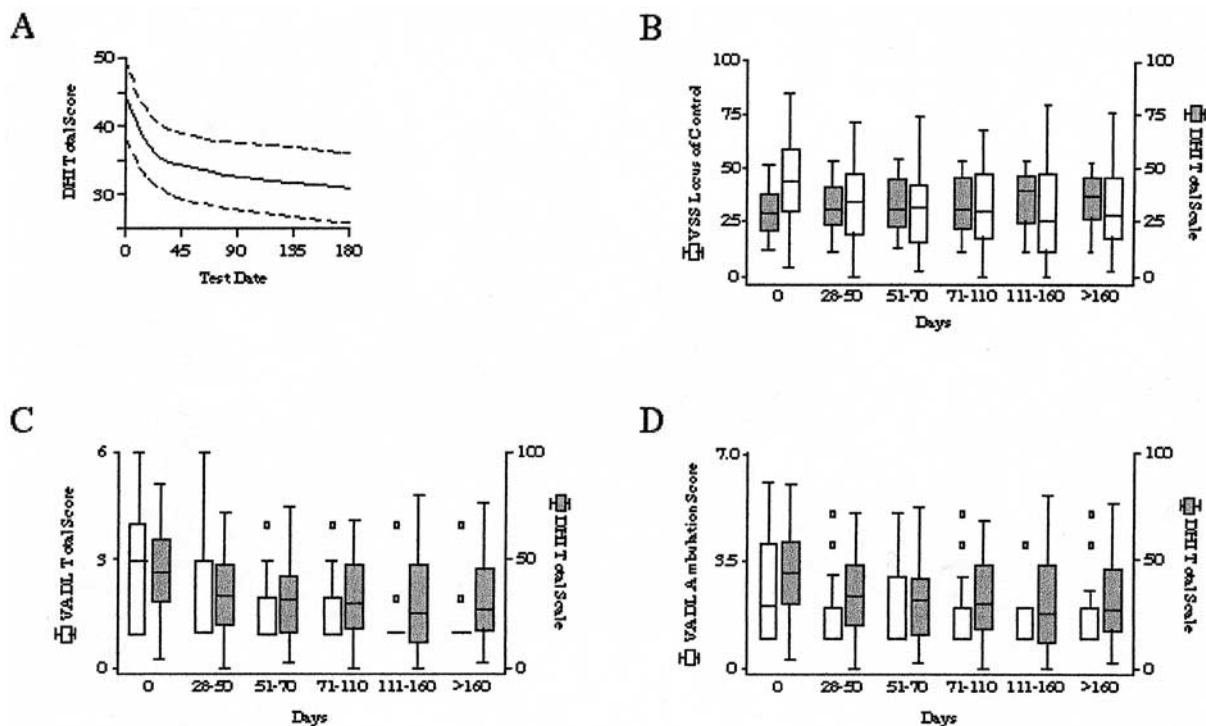 A
50
40
30
DHI Total Score
0 45 90 135 180
Test Date
B
100
75
50
25
0
VSS Locus of Control
100
75
50
25
0
DHI Total Scale
0 28-50 51-70 71-110 111-160 >160
Days
C
6
3
0
VADL Total Score
100
50
0
DHI Total Scale
0 28-50 51-70 71-110 111-160 >160
Days
D
7.0
3.5
0
VADL Ambulation Score
100
50
0
DHI Total Scale
0 28-50 51-70 71-110 111-160 >160
Days